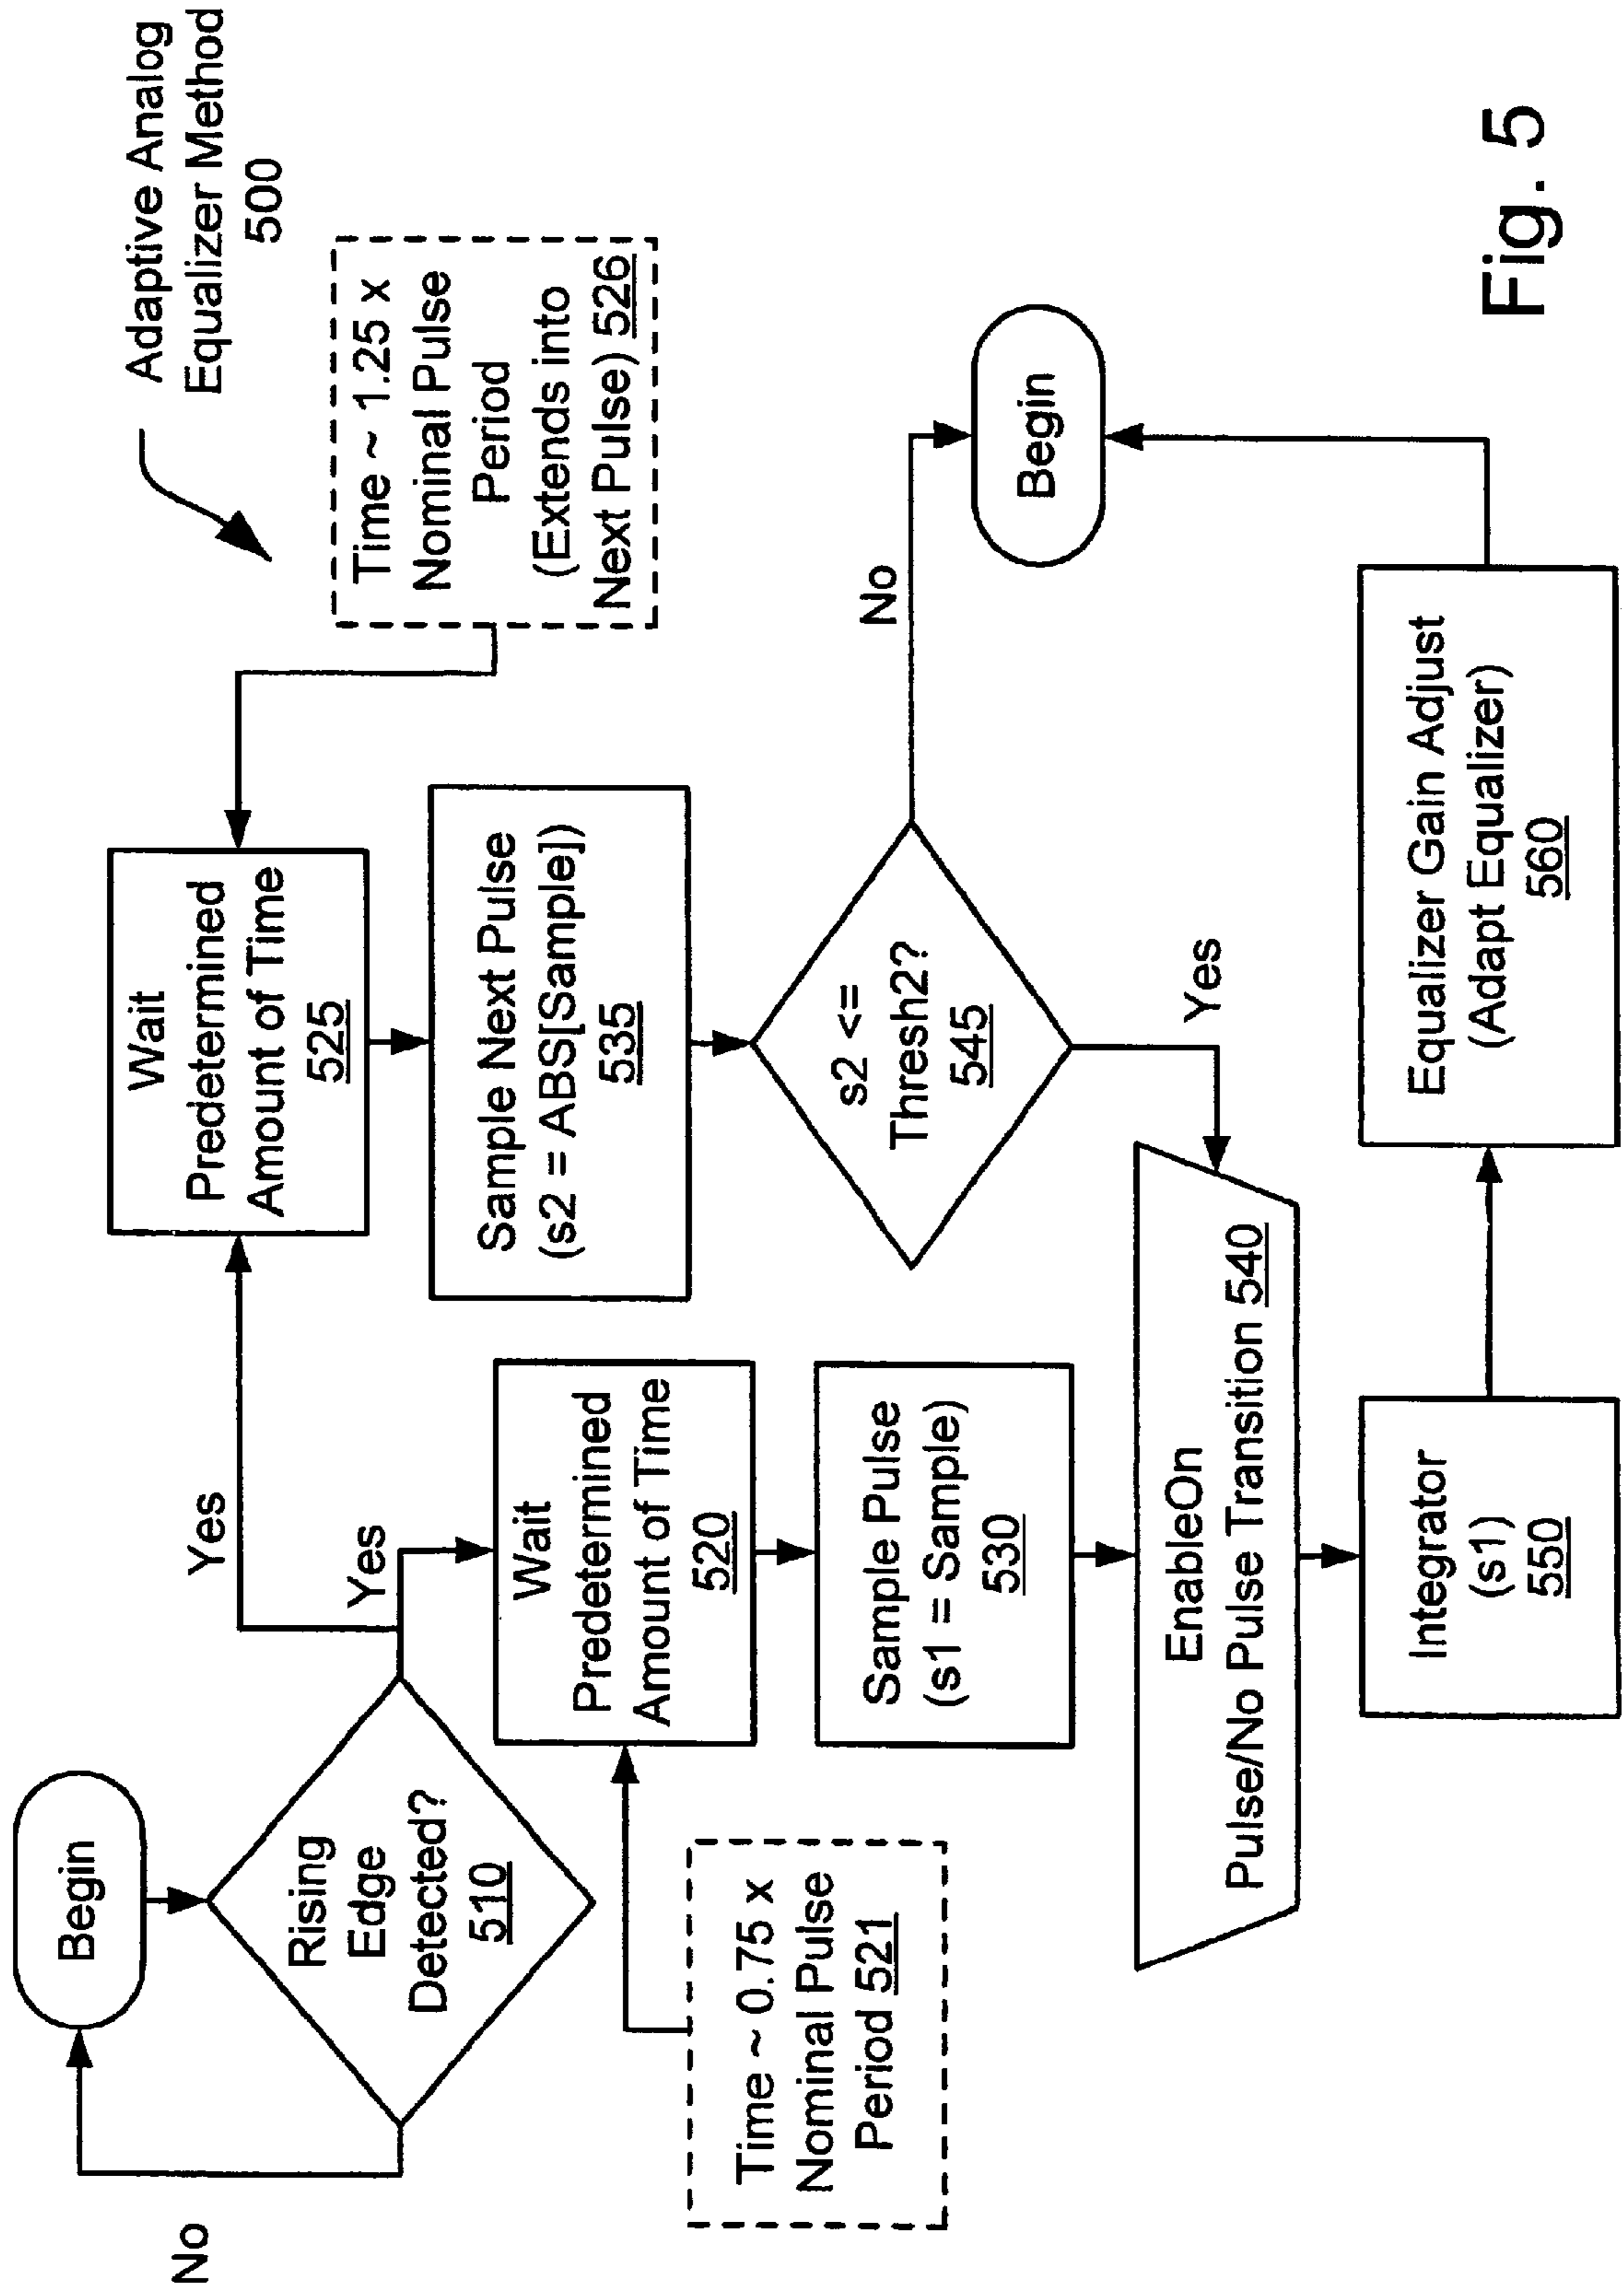 Adaptive Analog
Equalizer Method
500
Begin
No
Rising
Edge
Detected?
510
Yes
Yes
Wait
Predetermined
Amount of Time
525
Time ~ 1.25 x
Nominal Pulse
Period
(Extends into
Next Pulse) 526
Sample Next Pulse
(s2 = ABS[Sample])
535
Wait
Predetermined
Amount of Time
520
Time ~ 0.75 x
Nominal Pulse
Period 521
Sample Pulse
(s1 = Sample)
530
s2 <=
Thresh2?
545
No
Yes
Begin
EnableOn
Pulse/No Pulse Transition 540
Integrator
(s1)
550
Equalizer Gain Adjust
(Adapt Equalizer)
560
Fig. 5